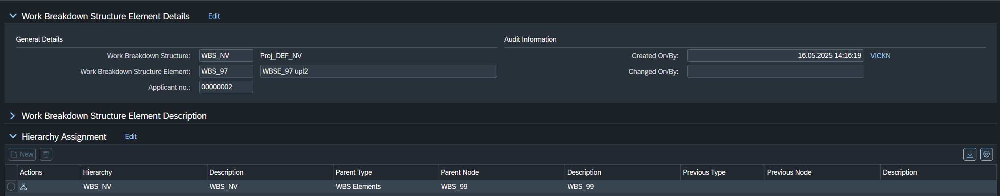 Work Breakdown Structure Element Details Edit
General Details
Work Breakdown Structure: WBS_NV Proj_DEF_NV
Work Breakdown Structure Element: WBS_97 WBSE_97 upl2
Applicant no.: 00000002
Audit Information
Created On/By: 16.05.2025 14:16:19 VICKN
Changed On/By:
Work Breakdown Structure Element Description
Hierarchy Assignment Edit
New
Actions Hierarchy Description Parent Type Parent Node Description Previous Type Previous Node Description
WBS_NV WBS_NV WBS Elements WBS_99 WBS_99